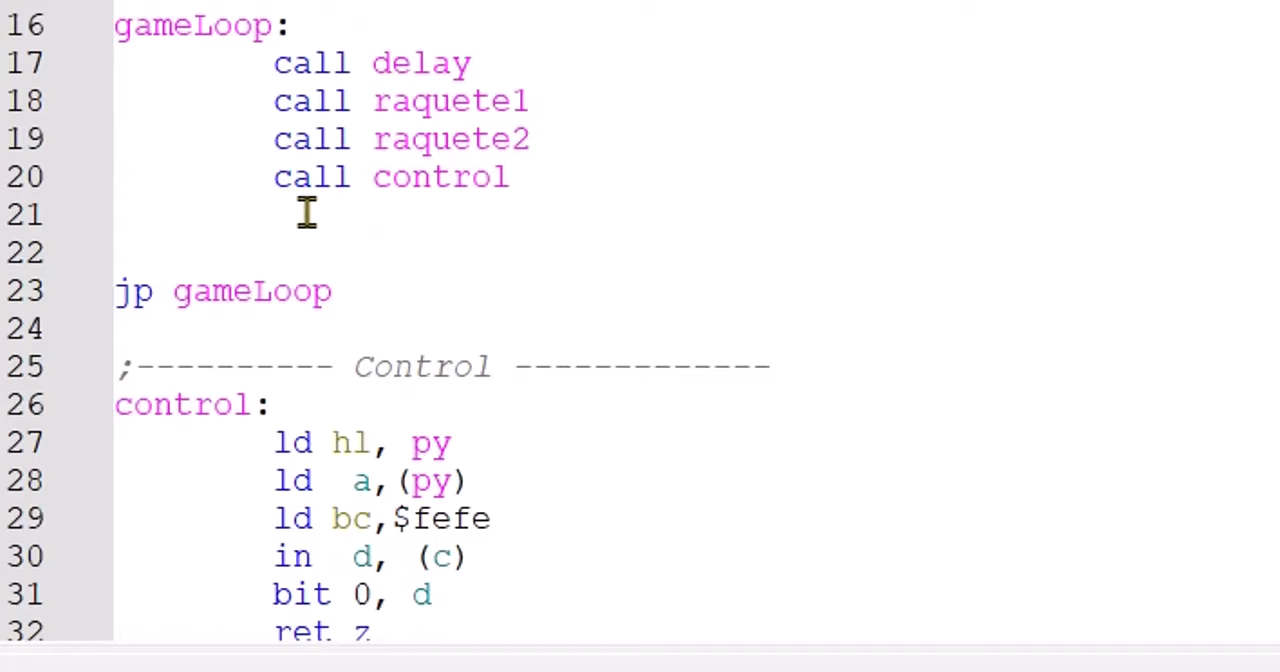 16 gameLoop:
17 call delay
18 call raquete1
19 call raquete2
20 call control
21
22
23 jp gameLoop
24
25 ;---------- Control -------------
26 control:
27 ld hl, py
28 ld a,(py)
29 ld bc,$fefe
30 in d, (c)
31 bit 0, d
32 ret z